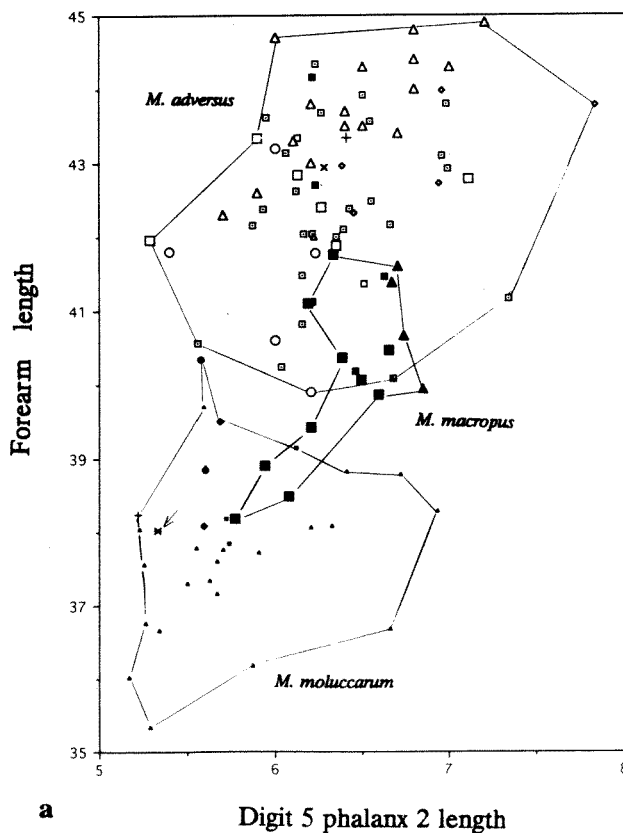 45
M. adversus
43
41
Forearm length
M. macropus
39
37
M. moluccarum
35
5
6
7
8
a
Digit 5 phalanx 2 length